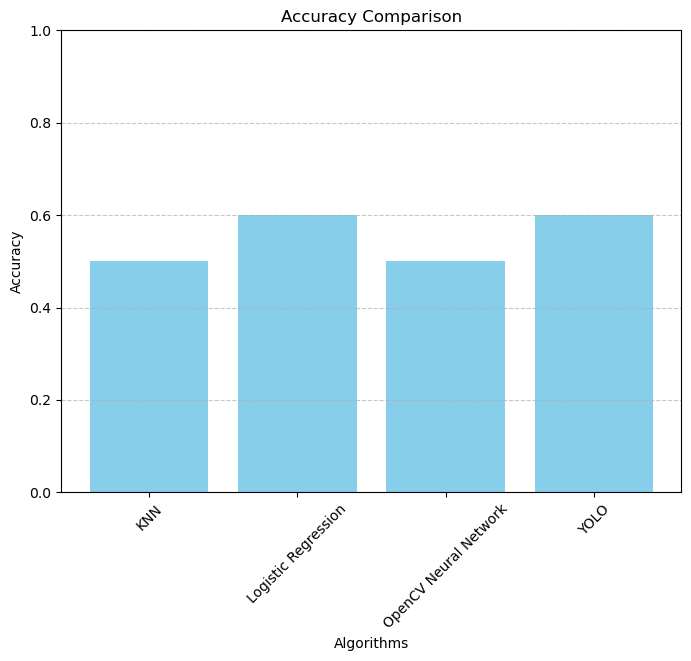 Accuracy Comparison
1.0
0.8
0.6
0.4
0.2
0.0
Accuracy
KNN
Logistic Regression
OpenCV Neural Network
YOLO
Algorithms